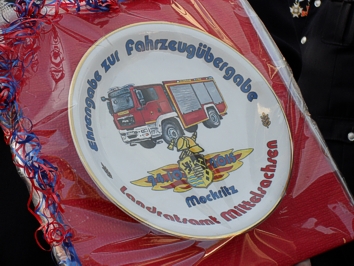 Ehrengabe zur Fahrzeugübergabe
Mockritz
Landratsamt Mittelsachsen